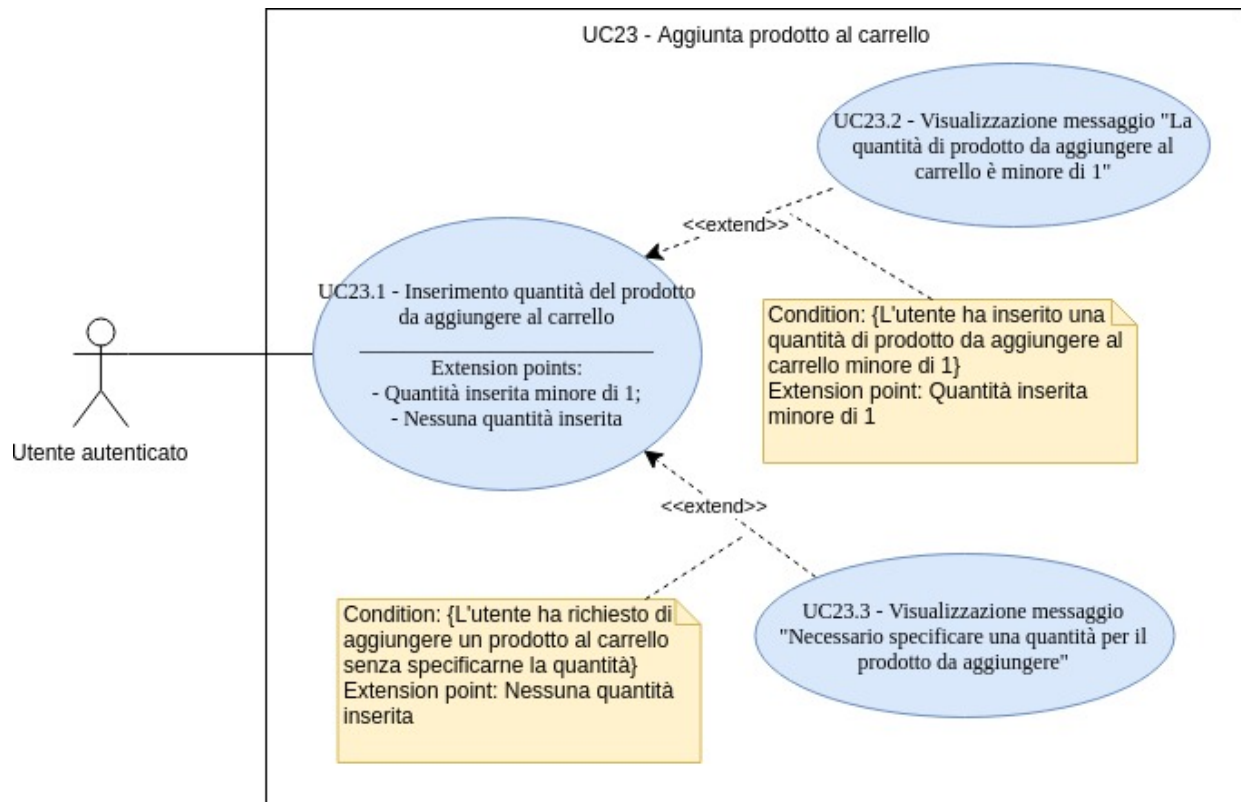 UC23 - Aggiunta prodotto al carrello
UC23.2 - Visualizzazione messaggio "La
quantità di prodotto da aggiungere al
carrello è minore di 1"
<<extend>>
UC23.1 - Inserimento quantità del prodotto
da aggiungere al carrello
Extension points:
- Quantità inserita minore di 1;
- Nessuna quantità inserita
Condition: {L'utente ha inserito una
quantità di prodotto da aggiungere al
carrello minore di 1}
Extension point: Quantità inserita
minore di 1
Utente autenticato
<<extend>>
Condition: {L'utente ha richiesto di
aggiungere un prodotto al carrello
senza specificarne la quantità}
Extension point: Nessuna quantità
inserita
UC23.3 - Visualizzazione messaggio
"Necessario specificare una quantità per il
prodotto da aggiungere"